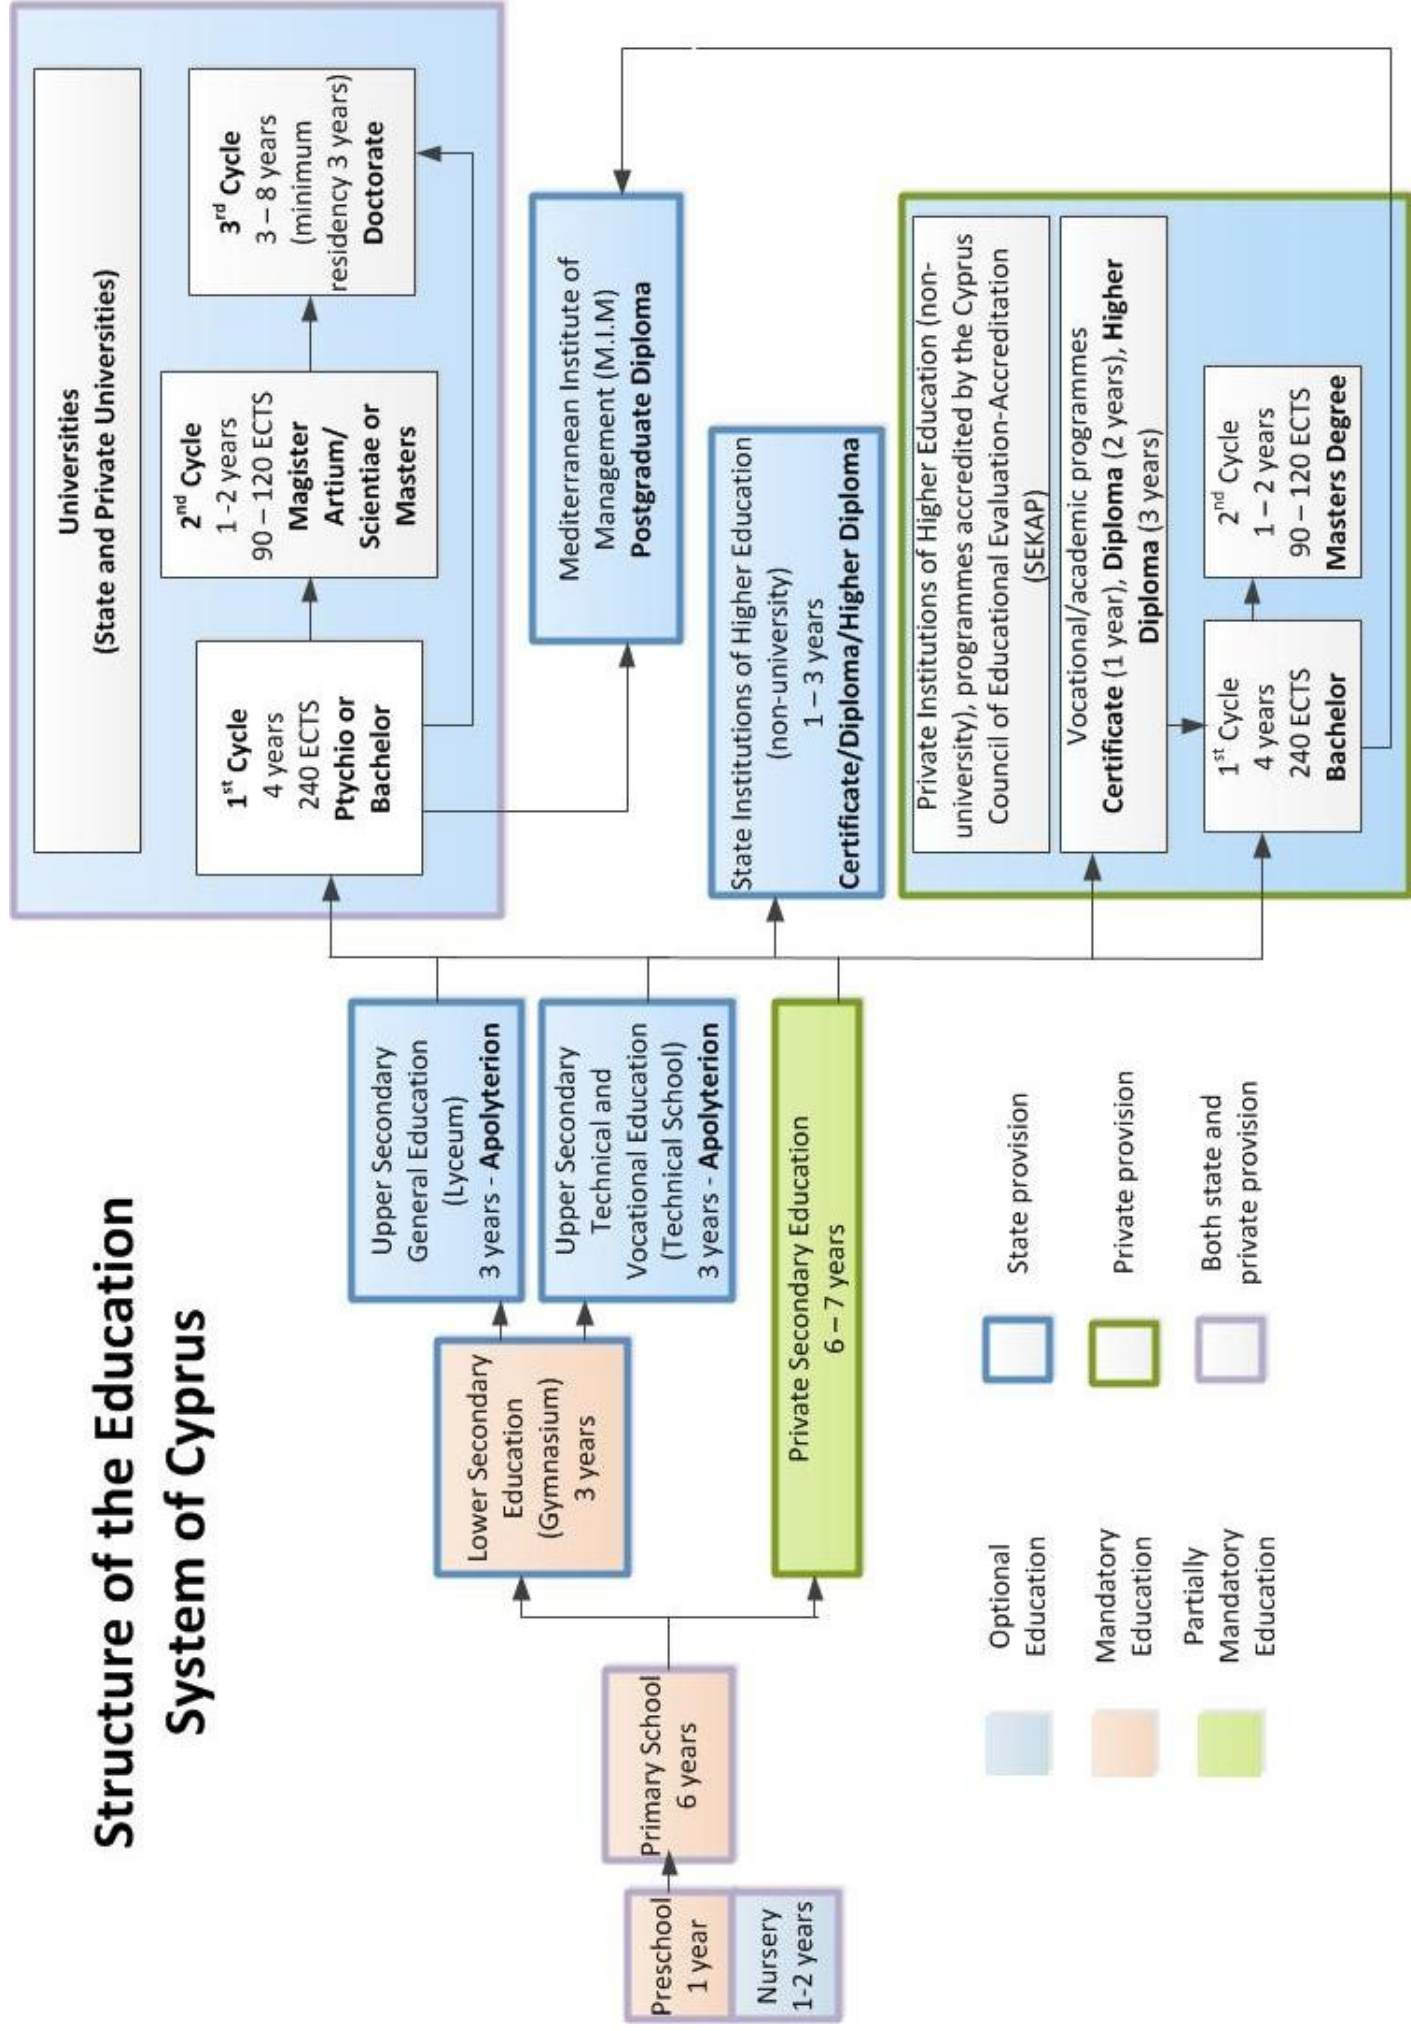 Structure of the Education
System of Cyprus
Preschool
1 year
Nursery
1-2 years
Primary School
6 years
Lower Secondary
Education
(Gymnasium)
3 years
Upper Secondary
General Education
(Lyceum)
3 years - Apolyterion
Upper Secondary
Technical and
Vocational Education
(Technical School)
3 years - Apolyterion
Private Secondary Education
6 – 7 years
Universities
(State and Private Universities)
1st Cycle
4 years
240 ECTS
Ptychio or
Bachelor
2nd Cycle
1 -2 years
90 – 120 ECTS
Magister
Artium/
Scientiae or
Masters
3rd Cycle
3 – 8 years
(minimum
residency 3 years)
Doctorate
Mediterranean Institute of
Management (M.I.M)
Postgraduate Diploma
State Institutions of Higher Education
(non-university)
1 – 3 years
Certificate/Diploma/Higher Diploma
Private Institutions of Higher Education (non-
university), programmes accredited by the Cyprus
Council of Educational Evaluation-Accreditation
(SEKAP)
Vocational/academic programmes
Certificate (1 year), Diploma (2 years), Higher
Diploma (3 years)
1st Cycle
4 years
240 ECTS
Bachelor
2nd Cycle
1 – 2 years
90 – 120 ECTS
Masters Degree
Optional
Education
Mandatory
Education
Partially
Mandatory
Education
State provision
Private provision
Both state and
private provision